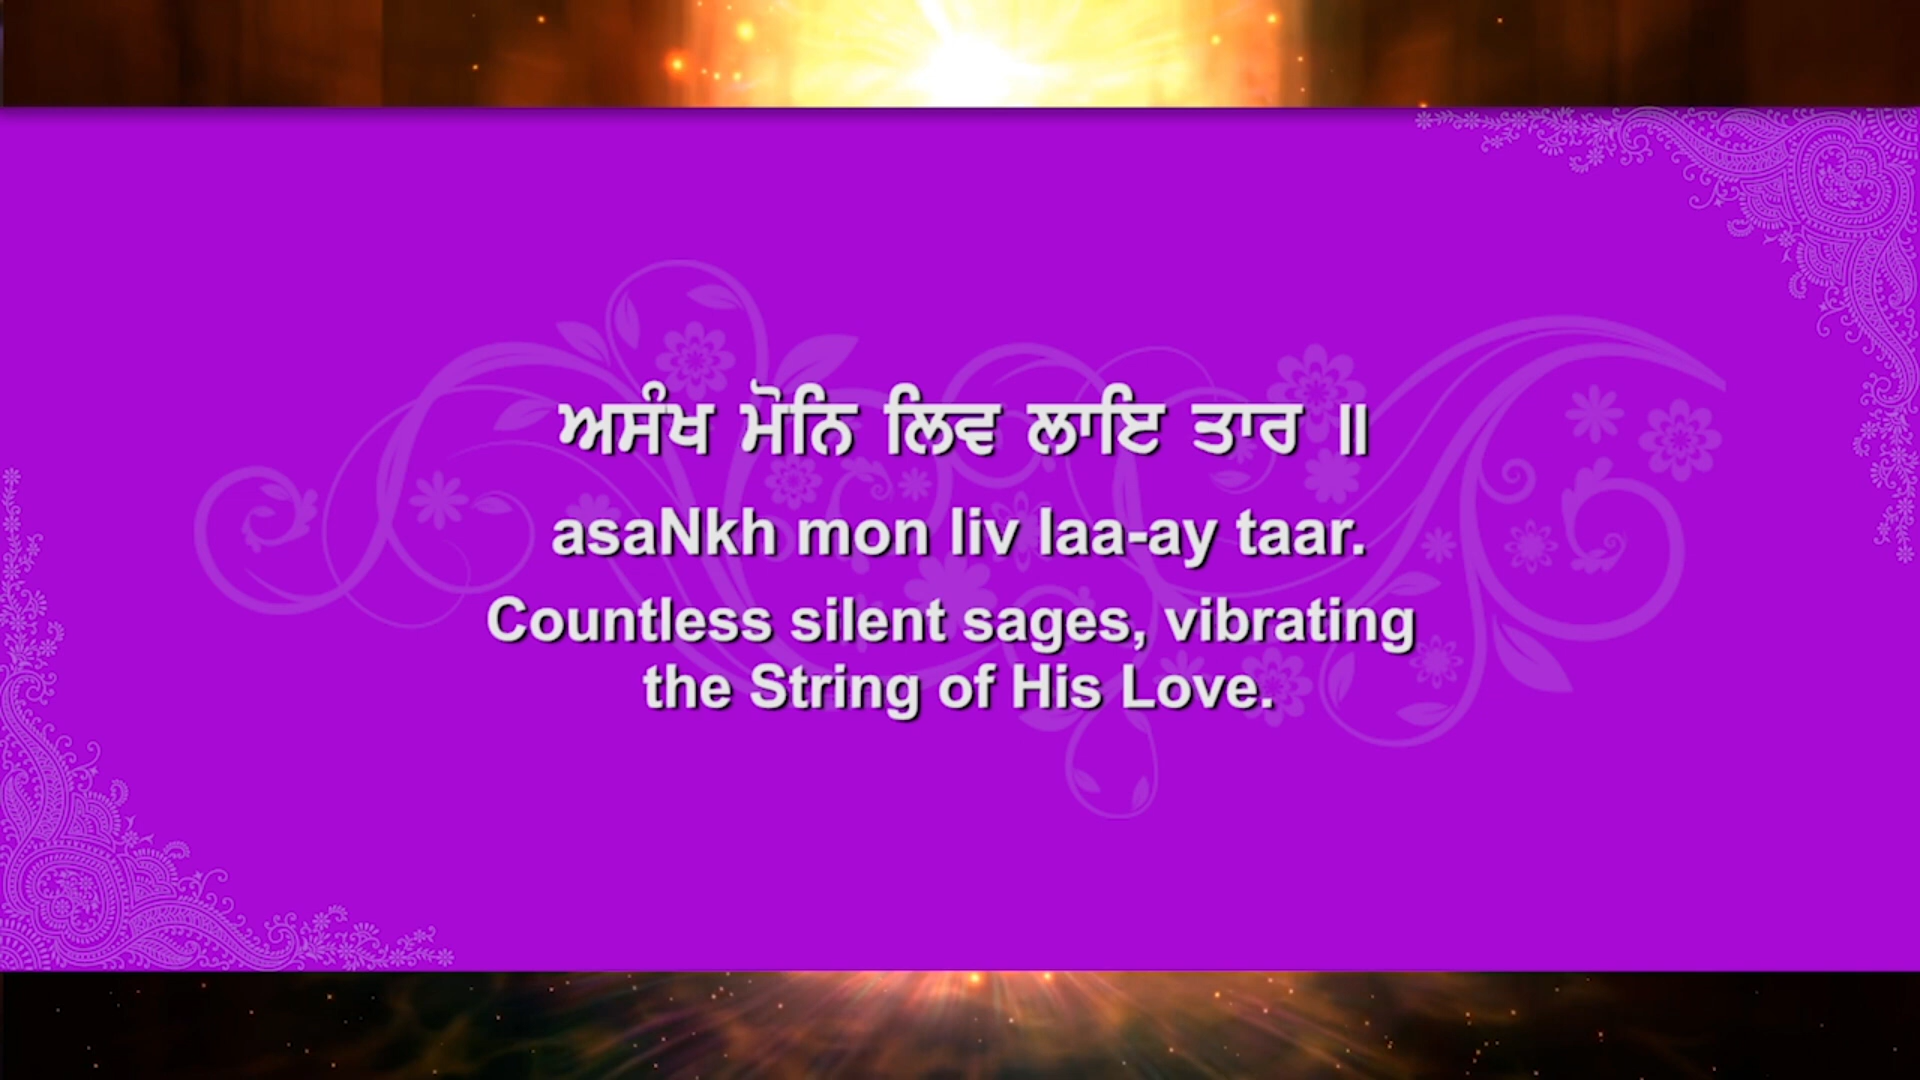 ਅਸੰਖ ਮੋਨਿ ਲਿਵ ਲਾਇ ਤਾਰ ॥
asaNkh mon liv laa-ay taar.
Countless silent sages, vibrating
the String of His Love.